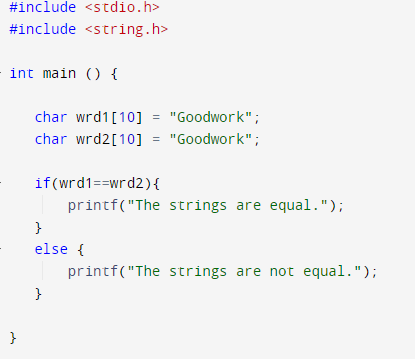 #include <stdio.h>
#include <string.h>
int main () {
char wrd1[10] = "Goodwork";
char wrd2[10] = "Goodwork";
if(wrd1==wrd2){
printf("The strings are equal.");
}
else {
printf("The strings are not equal.");
}
}